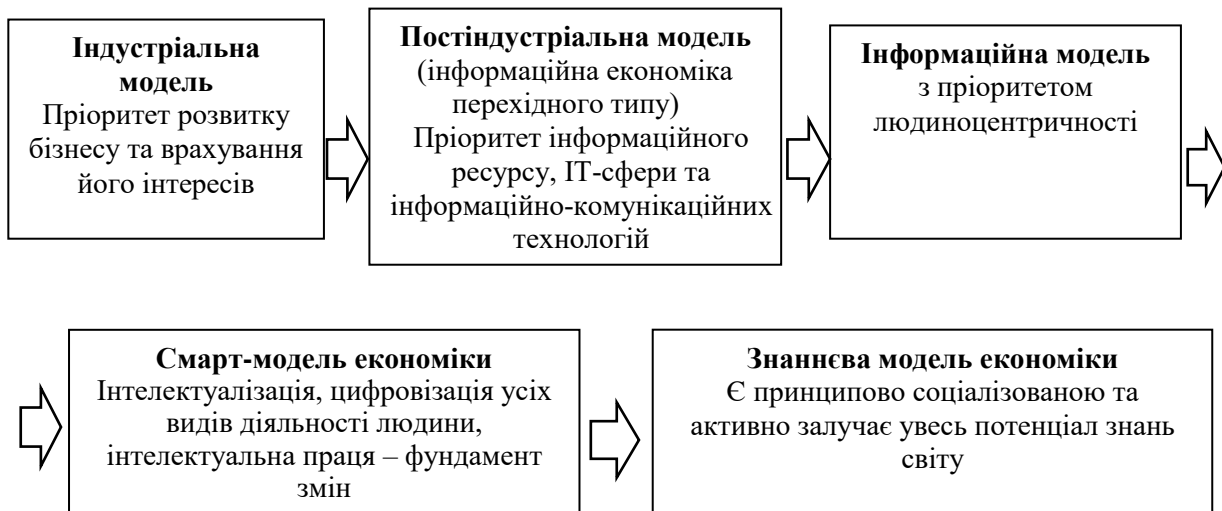 Індустріальна
модель
Пріоритет розвитку
бізнесу та врахування
його інтересів
Постіндустріальна модель
(інформаційна економіка
перехідного типу)
Пріоритет інформаційного
ресурсу, ІТ-сфери та
інформаційно-комунікаційних
технологій
Інформаційна модель
з пріоритетом
людиноцентричності
Смарт-модель економіки
Інтелектуалізація, цифровізація усіх
видів діяльності людини,
інтелектуальна праця – фундамент
змін
Знаннєва модель економіки
Є принципово соціалізованою та
активно залучає увесь потенціал знань
світу